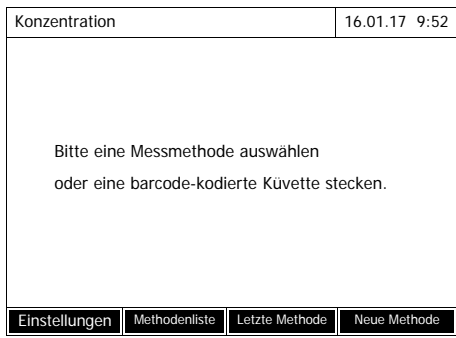 Konzentration 16.01.17 9:52
Bitte eine Messmethode auswählen
oder eine barcode-kodierte Küvette stecken.
Einstellungen Methodenliste Letzte Methode Neue Methode